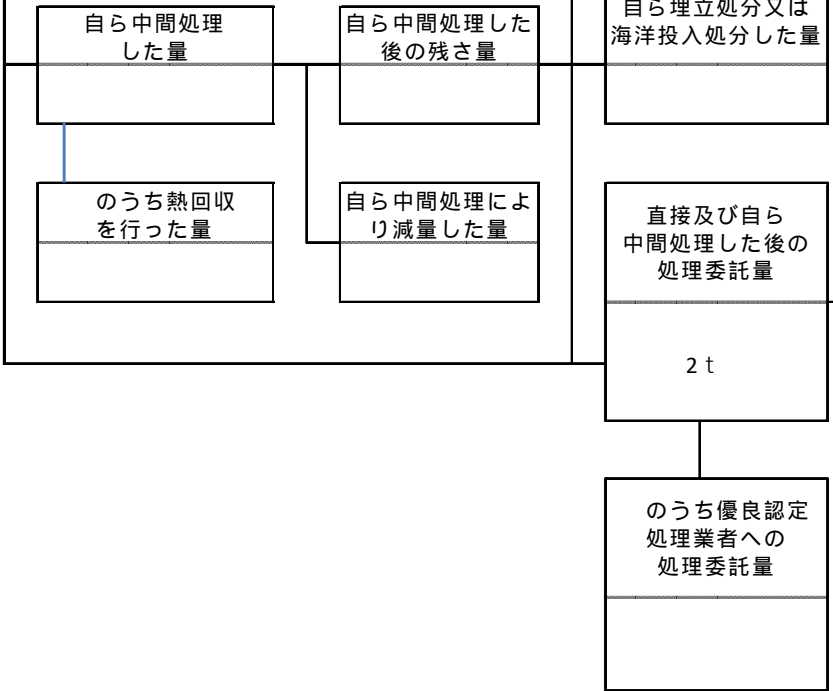 自ら中間処理
した量
自ら中間処理した
後の残さ量
自ら埋立処分又は
海洋投入処分した量
のうち熱回収
を行った量
自ら中間処理によ
り減量した量
直接及び自ら
中間処理した後の
処理委託量
2 t
のうち優良認定
処理業者への
処理委託量